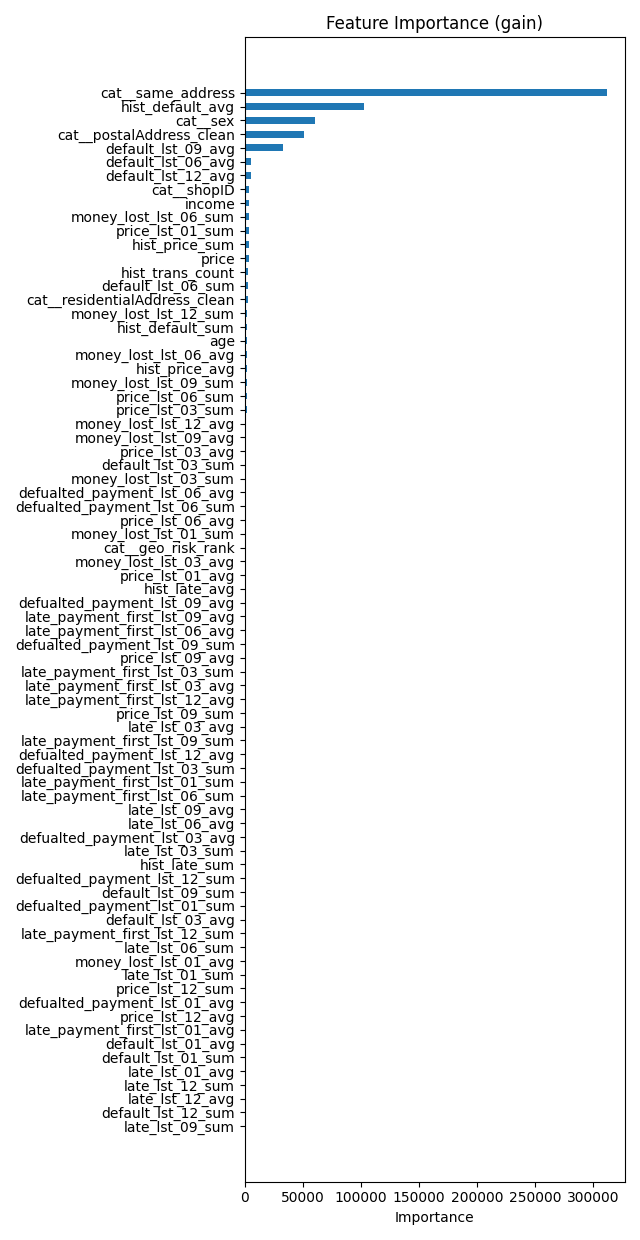 Feature Importance (gain)
cat__same_address
hist_default_avg
cat__sex
cat__postalAddress_clean
default_lst_09_avg
default_lst_06_avg
default_lst_12_avg
cat__shopID
income
money_lost_lst_06_sum
price_lst_01_sum
hist_price_sum
price
hist_trans_count
default_lst_06_sum
cat__residentialAddress_clean
money_lost_lst_12_sum
hist_default_sum
age
money_lost_lst_06_avg
hist_price_avg
money_lost_lst_09_sum
price_lst_06_sum
price_lst_03_sum
money_lost_lst_12_avg
money_lost_lst_09_avg
price_lst_03_avg
default_lst_03_sum
money_lost_lst_03_sum
defualted_payment_lst_06_avg
defualted_payment_lst_06_sum
price_lst_06_avg
money_lost_lst_01_sum
cat__geo_risk_rank
money_lost_lst_03_avg
price_lst_01_avg
hist_late_avg
defualted_payment_lst_09_avg
late_payment_first_lst_09_avg
late_payment_first_lst_06_avg
defualted_payment_lst_09_sum
price_lst_09_avg
late_payment_first_lst_03_sum
late_payment_first_lst_03_avg
late_payment_first_lst_12_avg
price_lst_09_sum
late_lst_03_avg
late_payment_first_lst_09_sum
defualted_payment_lst_12_avg
defualted_payment_lst_03_sum
late_payment_first_lst_01_sum
late_payment_first_lst_06_sum
late_lst_09_avg
late_lst_06_avg
defualted_payment_lst_03_avg
late_lst_03_sum
hist_late_sum
defualted_payment_lst_12_sum
default_lst_09_sum
defualted_payment_lst_01_sum
default_lst_03_avg
late_payment_first_lst_12_sum
late_lst_06_sum
money_lost_lst_01_avg
late_lst_01_sum
price_lst_12_sum
defualted_payment_lst_01_avg
price_lst_12_avg
late_payment_first_lst_01_avg
default_lst_01_avg
default_lst_01_sum
late_lst_01_avg
late_lst_12_sum
late_lst_12_avg
default_lst_12_sum
late_lst_09_sum
0 50000 100000 150000 200000 250000 300000
Importance